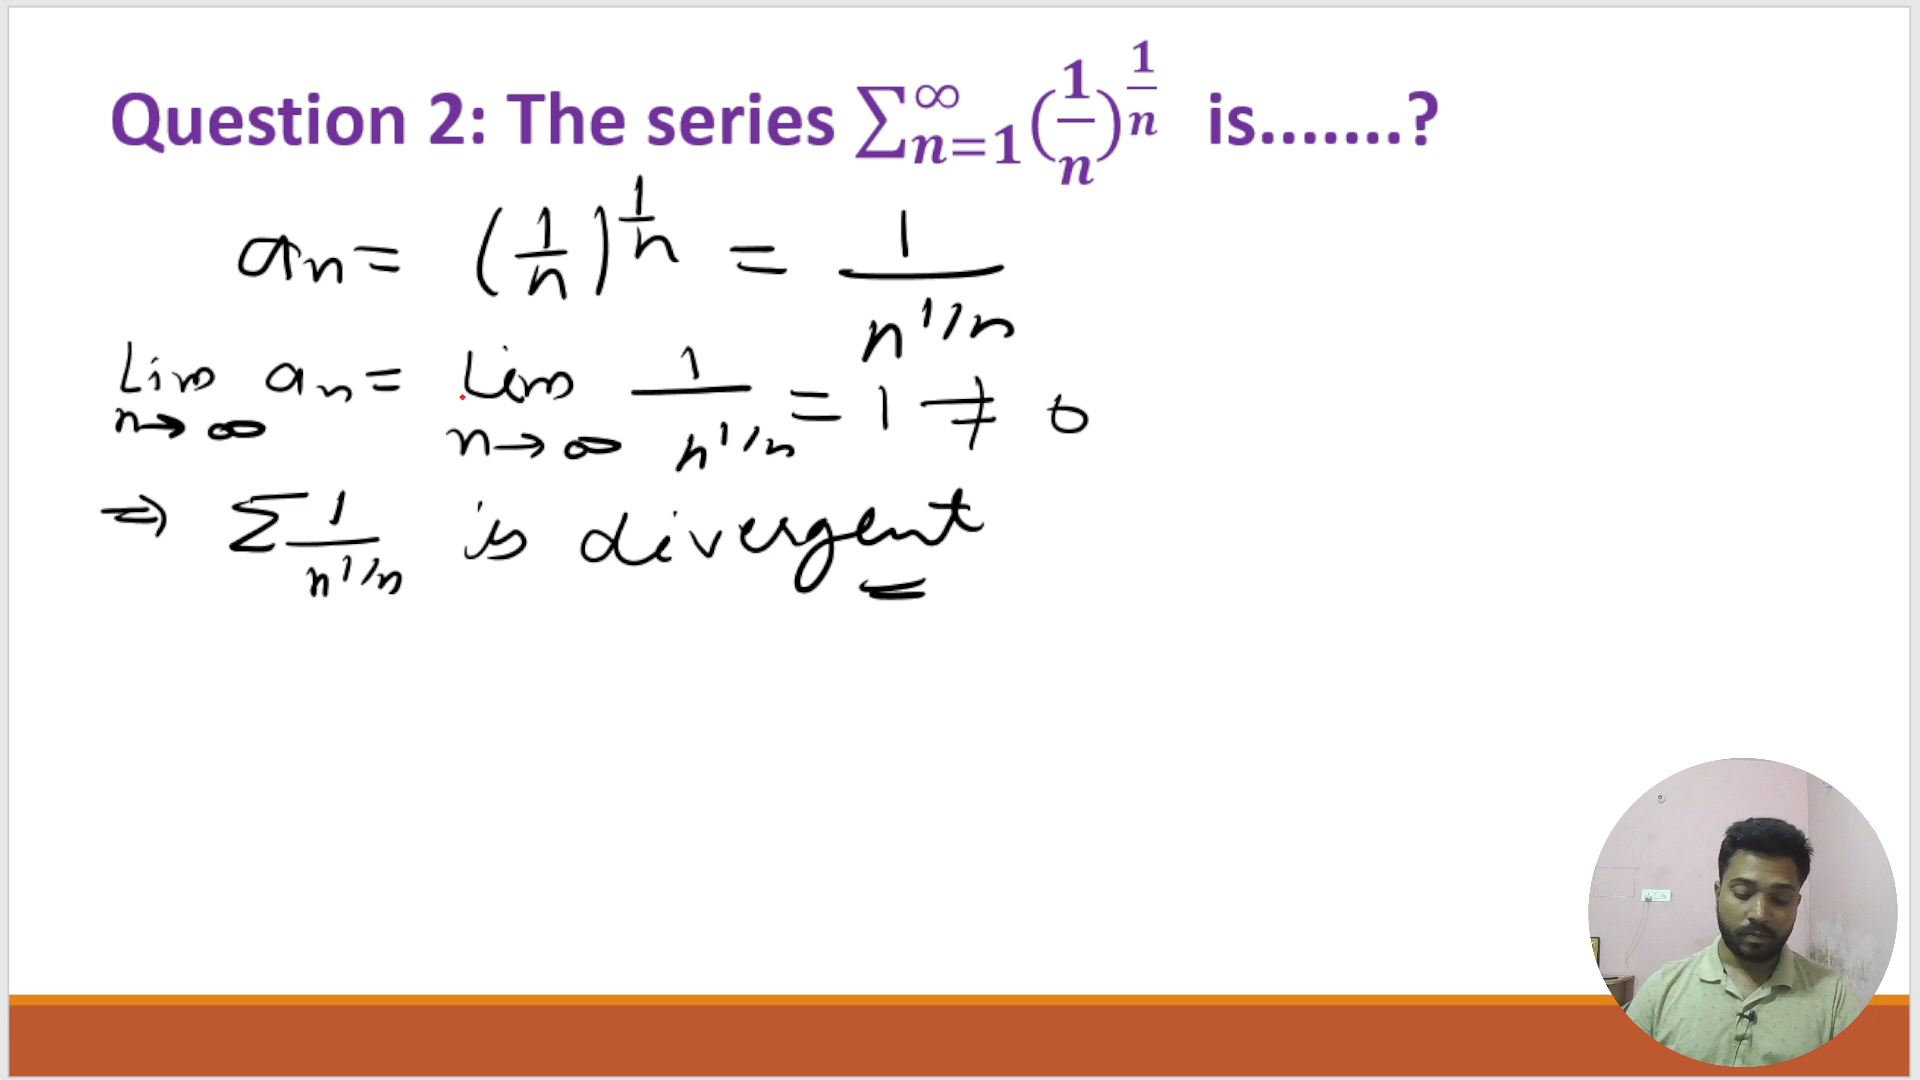 Question 2: The series ∑_{n=1}^{∞} (1/n)^{1/n} is.......?
a_n = (1/n)^{1/n} = 1/n^{1/n}
Lim_{n→∞} a_n = Lim_{n→∞} 1/n^{1/n} = 1 ≠ 0
⇒ ∑ 1/n^{1/n} is divergent